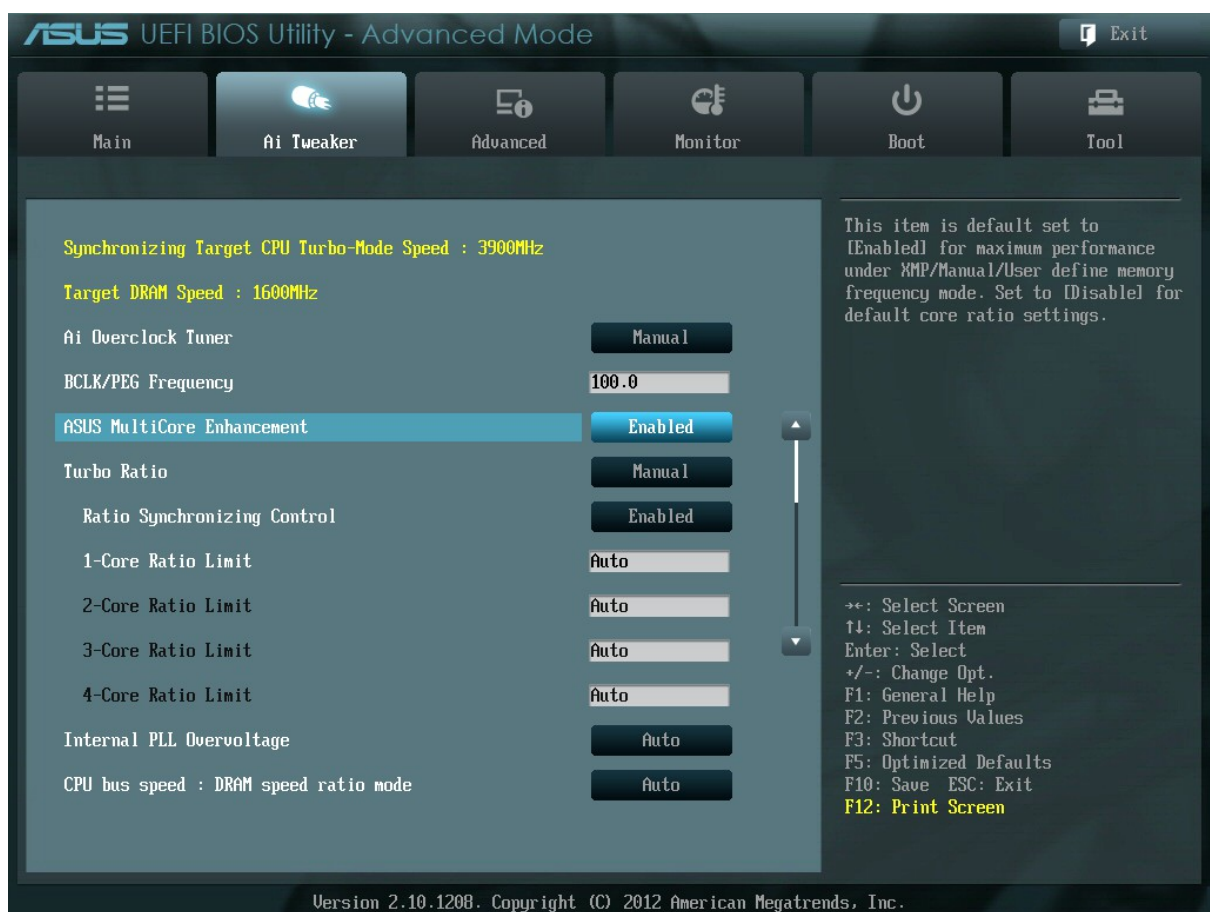 ASUS UEFI BIOS Utility - Advanced Mode
Exit
Main
Ai Tweaker
Advanced
Monitor
Boot
Tool
Synchronizing Target CPU Turbo-Mode Speed : 3900MHz
Target DRAM Speed : 1600MHz
Ai Overclock Tuner Manual
BCLK/PEG Frequency 100.0
ASUS MultiCore Enhancement Enabled
Turbo Ratio Manual
Ratio Synchronizing Control Enabled
1-Core Ratio Limit Auto
2-Core Ratio Limit Auto
3-Core Ratio Limit Auto
4-Core Ratio Limit Auto
Internal PLL Overvoltage Auto
CPU bus speed : DRAM speed ratio mode Auto
This item is default set to
[Enabled] for maximum performance
under XMP/Manual/User define memory
frequency mode. Set to [Disable] for
default core ratio settings.
→←: Select Screen
↑↓: Select Item
Enter: Select
+/-: Change Opt.
F1: General Help
F2: Previous Values
F3: Shortcut
F5: Optimized Defaults
F10: Save ESC: Exit
F12: Print Screen
Version 2.10.1208. Copyright (C) 2012 American Megatrends, Inc.